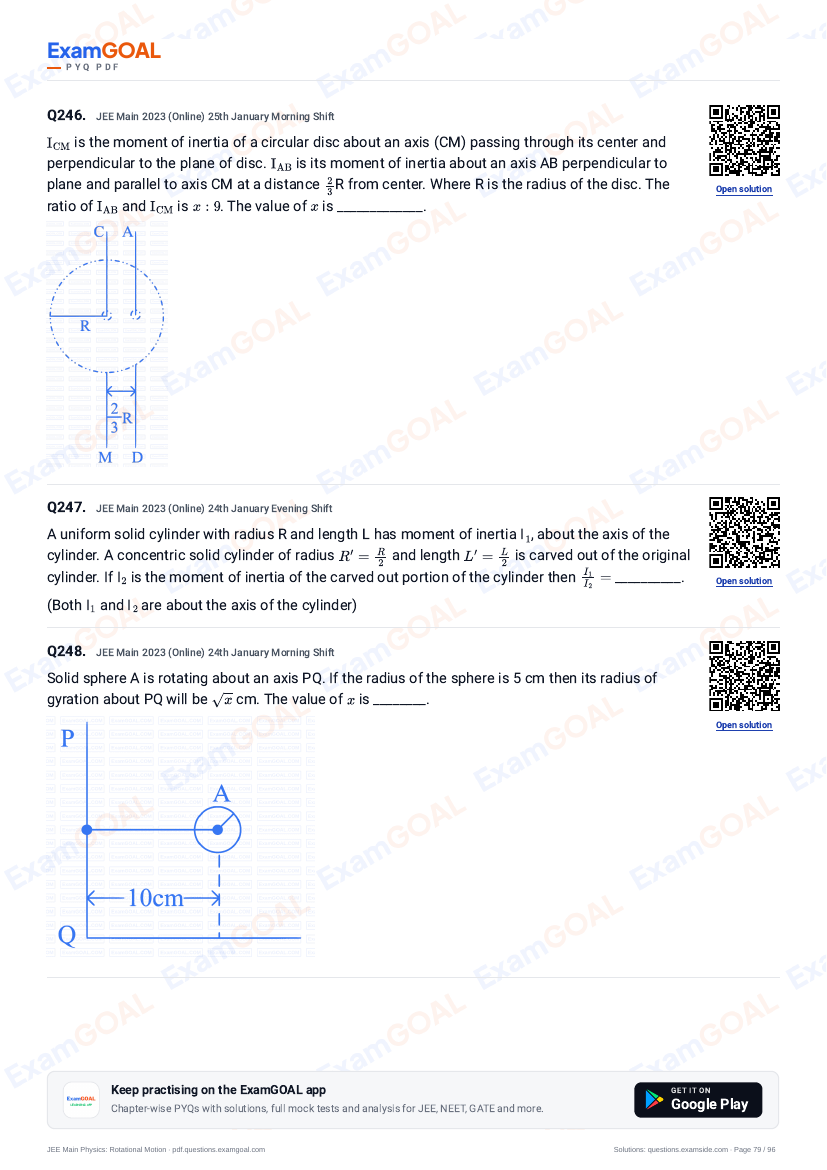 ExamGOAL
PYQ PDF
Q246. JEE Main 2023 (Online) 25th January Morning Shift
I_CM is the moment of inertia of a circular disc about an axis (CM) passing through its center and
perpendicular to the plane of disc. I_AB is its moment of inertia about an axis AB perpendicular to
plane and parallel to axis CM at a distance 2/3 R from center. Where R is the radius of the disc. The
ratio of I_AB and I_CM is x : 9. The value of x is _____________.
Open solution
C A
R
2/3 R
M D
Q247. JEE Main 2023 (Online) 24th January Evening Shift
A uniform solid cylinder with radius R and length L has moment of inertia I₁, about the axis of the
cylinder. A concentric solid cylinder of radius R′ = R/2 and length L′ = L/2 is carved out of the original
cylinder. If I₂ is the moment of inertia of the carved out portion of the cylinder then I₁/I₂ = __________.
(Both I₁ and I₂ are about the axis of the cylinder)
Open solution
Q248. JEE Main 2023 (Online) 24th January Morning Shift
Solid sphere A is rotating about an axis PQ. If the radius of the sphere is 5 cm then its radius of
gyration about PQ will be √x cm. The value of x is ________.
Open solution
P
A
10cm
Q
ExamGOAL
Keep practising on the ExamGOAL app
Chapter-wise PYQs with solutions, full mock tests and analysis for JEE, NEET, GATE and more.
GET IT ON
Google Play
JEE Main Physics: Rotational Motion · pdf.questions.examgoal.com
Solutions: questions.examside.com · Page 79 / 96